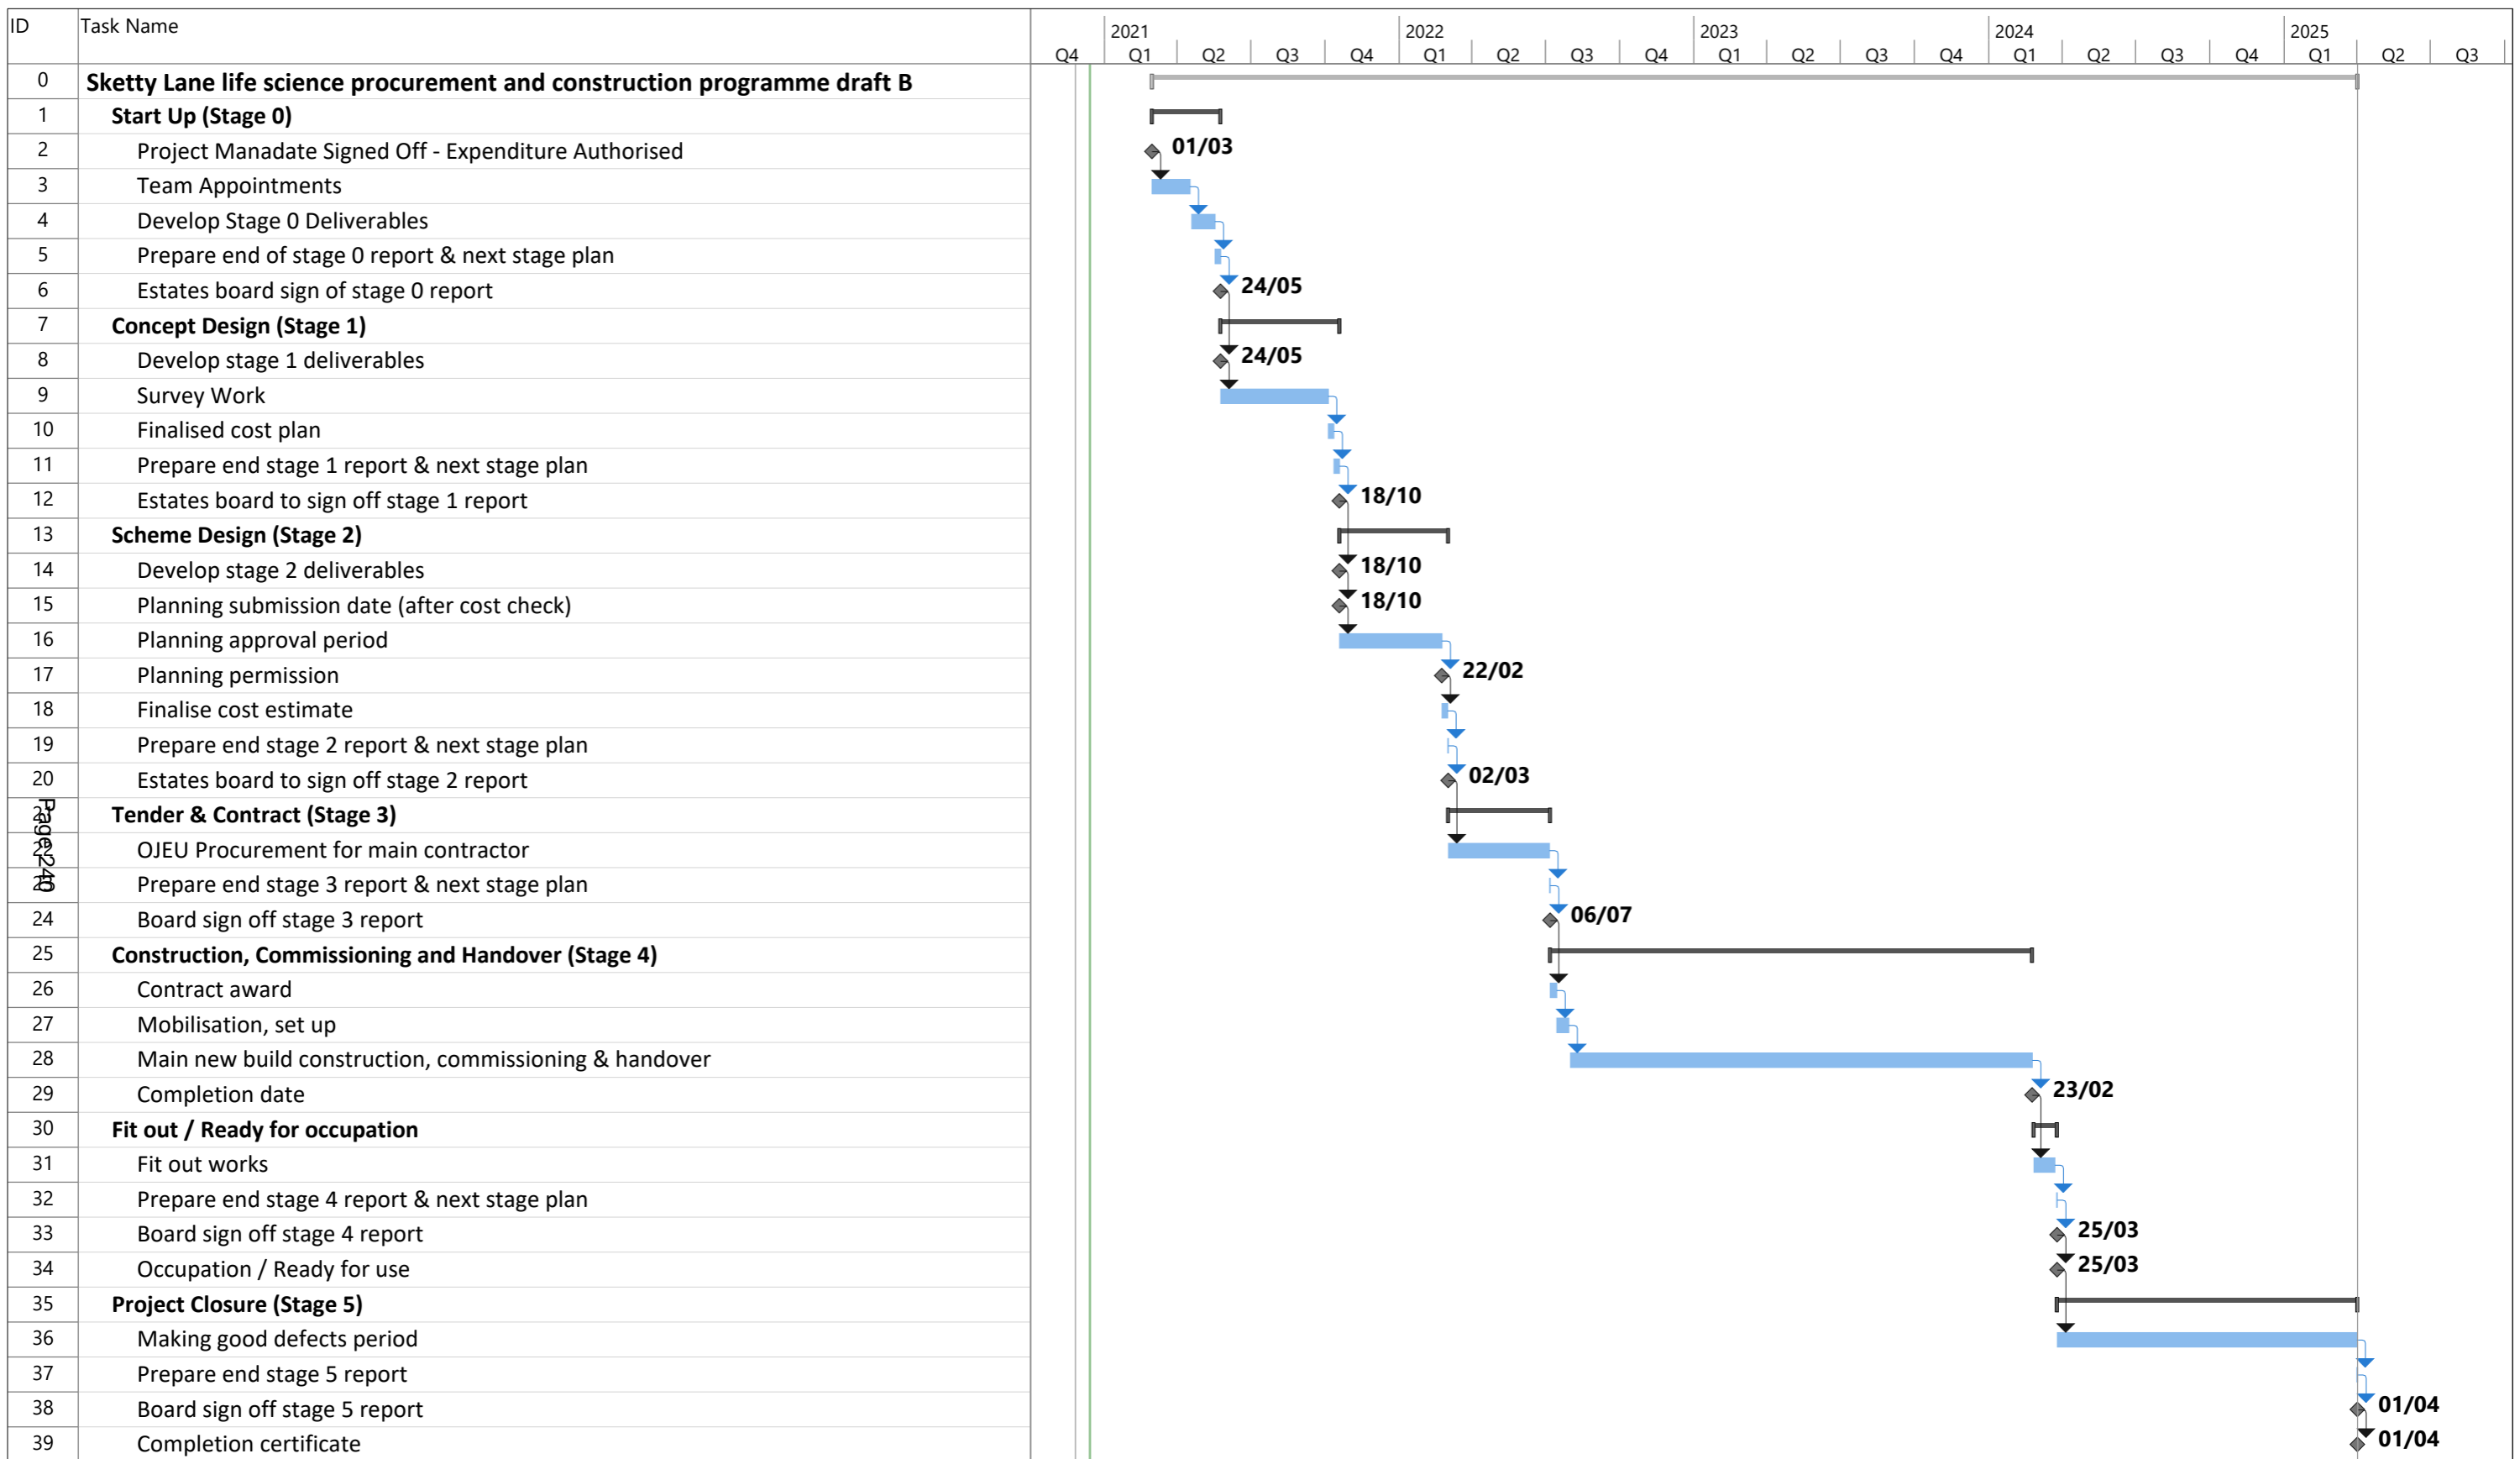 ID Task Name
2021 2022 2023 2024 2025
Q4 Q1 Q2 Q3 Q4 Q1 Q2 Q3 Q4 Q1 Q2 Q3 Q4 Q1 Q2 Q3 Q4 Q1 Q2 Q3
0 Sketty Lane life science procurement and construction programme draft B
1 Start Up (Stage 0)
2 Project Manadate Signed Off - Expenditure Authorised 01/03
3 Team Appointments
4 Develop Stage 0 Deliverables
5 Prepare end of stage 0 report & next stage plan
6 Estates board sign of stage 0 report 24/05
7 Concept Design (Stage 1)
8 Develop stage 1 deliverables 24/05
9 Survey Work
10 Finalised cost plan
11 Prepare end stage 1 report & next stage plan
12 Estates board to sign off stage 1 report 18/10
13 Scheme Design (Stage 2)
14 Develop stage 2 deliverables 18/10
15 Planning submission date (after cost check) 18/10
16 Planning approval period
17 Planning permission 22/02
18 Finalise cost estimate
19 Prepare end stage 2 report & next stage plan
20 Estates board to sign off stage 2 report 02/03
21 Tender & Contract (Stage 3)
22 OJEU Procurement for main contractor
23 Prepare end stage 3 report & next stage plan
24 Board sign off stage 3 report 06/07
25 Construction, Commissioning and Handover (Stage 4)
26 Contract award
27 Mobilisation, set up
28 Main new build construction, commissioning & handover
29 Completion date 23/02
30 Fit out / Ready for occupation
31 Fit out works
32 Prepare end stage 4 report & next stage plan
33 Board sign off stage 4 report 25/03
34 Occupation / Ready for use 25/03
35 Project Closure (Stage 5)
36 Making good defects period
37 Prepare end stage 5 report
38 Board sign off stage 5 report 01/04
39 Completion certificate 01/04
Page 240